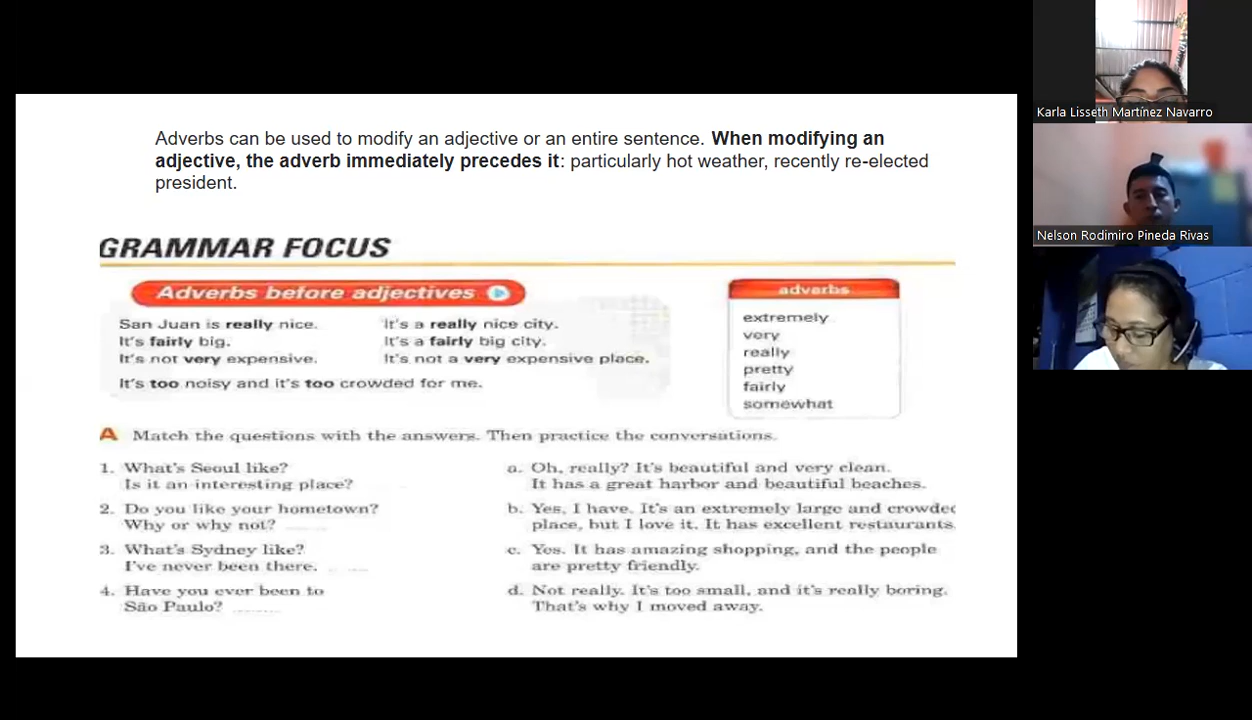 Adverbs can be used to modify an adjective or an entire sentence. When modifying an
adjective, the adverb immediately precedes it: particularly hot weather, recently re-elected
president.
GRAMMAR FOCUS
Adverbs before adjectives
San Juan is really nice.
It's fairly big.
It's not very expensive.
It's too noisy and it's too crowded for me.
It's a really nice city.
It's a fairly big city.
It's not a very expensive place.
adverbs
extremely
very
really
pretty
fairly
somewhat
A Match the questions with the answers. Then practice the conversations.
1. What's Seoul like?
Is it an interesting place?
2. Do you like your hometown?
Why or why not?
3. What's Sydney like?
I've never been there.
4. Have you ever been to
São Paulo?
a. Oh, really? It's beautiful and very clean.
It has a great harbor and beautiful beaches.
b. Yes, I have. It's an extremely large and crowded
place, but I love it. It has excellent restaurants
c. Yes. It has amazing shopping, and the people
are pretty friendly.
d. Not really. It's too small, and it's really boring.
That's why I moved away.
Karla Lisseth Martínez Navarro
Nelson Rodimiro Pineda Rivas